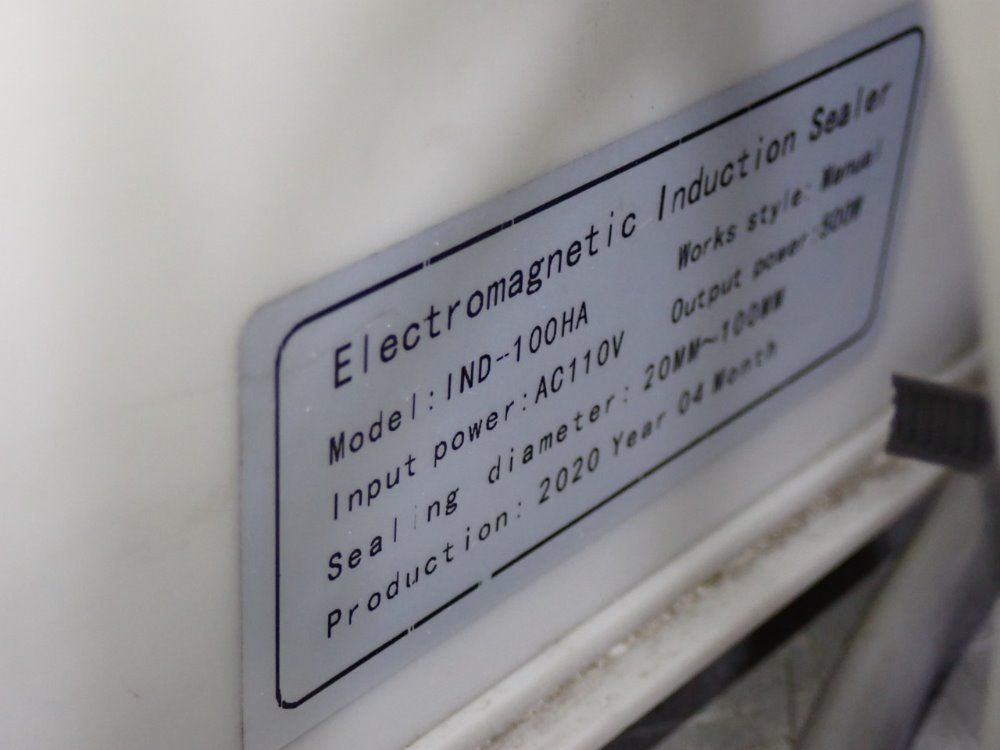 Electromagnetic Induction Sealer
Model:IND-100HA Works style: Manual
Input power:AC110V Output power:500W
Sealing diameter: 20MM~100MM
Production: 2020 Year 04 Month